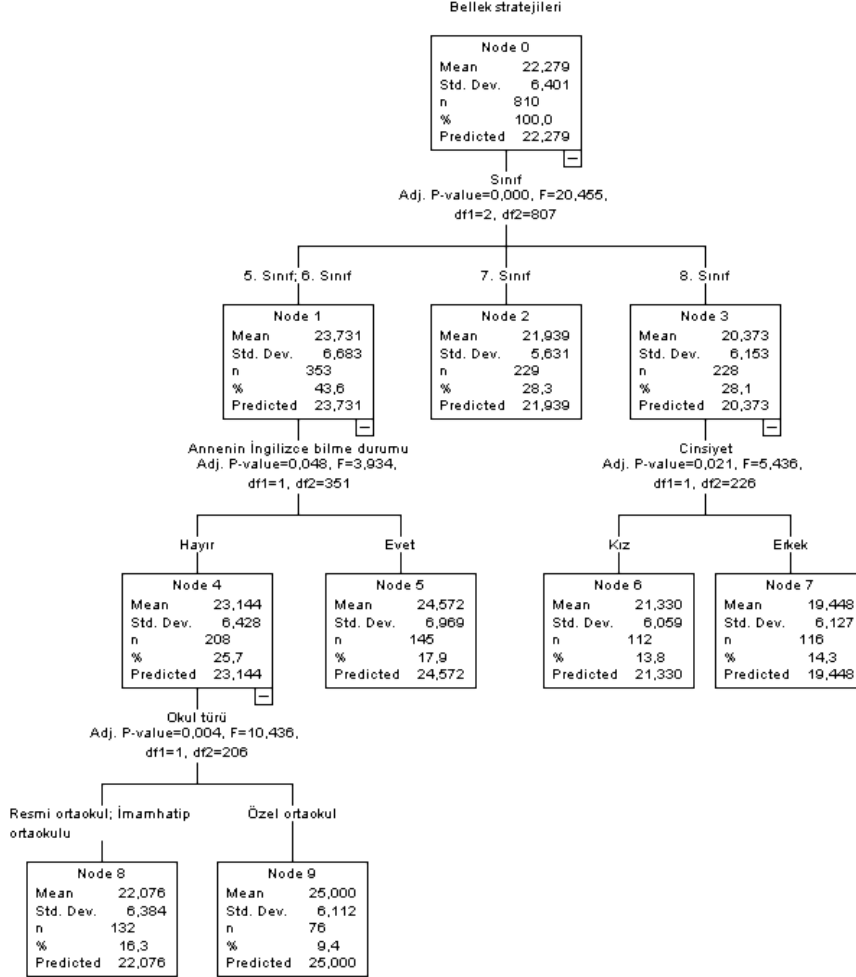 Bellek stratejileri
Node 0
Mean 22,279
Std. Dev. 6,401
n 810
% 100,0
Predicted 22,279
Sınıf
Adj. P-value=0,000, F=20,455,
df1=2, df2=807
5. Sınıf; 6. Sınıf
7. Sınıf
8. Sınıf
Node 1
Mean 23,731
Std. Dev. 6,683
n 353
% 43,6
Predicted 23,731
Node 2
Mean 21,939
Std. Dev. 5,631
n 229
% 28,3
Predicted 21,939
Node 3
Mean 20,373
Std. Dev. 6,153
n 228
% 28,1
Predicted 20,373
Annenin İngilizce bilme durumu
Adj. P-value=0,048, F=3,934,
df1=1, df2=351
Cinsiyet
Adj. P-value=0,021, F=5,436,
df1=1, df2=226
Hayır
Evet
Kız
Erkek
Node 4
Mean 23,144
Std. Dev. 6,428
n 208
% 25,7
Predicted 23,144
Node 5
Mean 24,572
Std. Dev. 6,969
n 145
% 17,9
Predicted 24,572
Node 6
Mean 21,330
Std. Dev. 6,059
n 112
% 13,8
Predicted 21,330
Node 7
Mean 19,448
Std. Dev. 6,127
n 116
% 14,3
Predicted 19,448
Okul türü
Adj. P-value=0,004, F=10,436,
df1=1, df2=206
Resmi ortaokul; İmamhatip
ortaokulu
Özel ortaokul
Node 8
Mean 22,076
Std. Dev. 6,384
n 132
% 16,3
Predicted 22,076
Node 9
Mean 25,000
Std. Dev. 6,112
n 76
% 9,4
Predicted 25,000